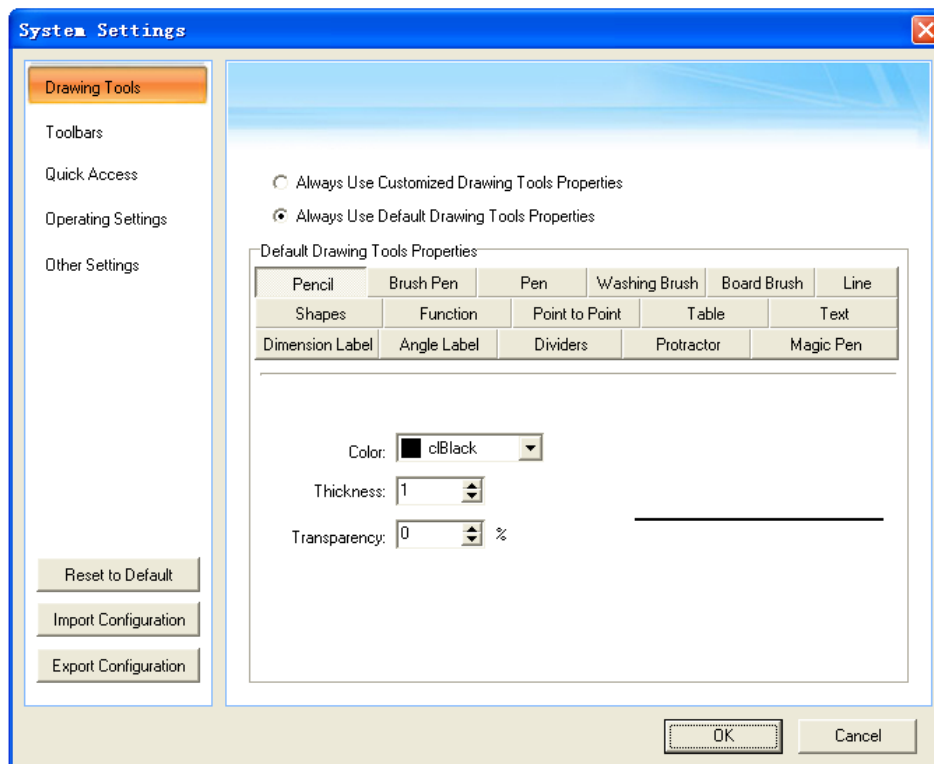 System Settings
Drawing Tools
Toolbars
Quick Access
Operating Settings
Other Settings
Reset to Default
Import Configuration
Export Configuration
Always Use Customized Drawing Tools Properties
Always Use Default Drawing Tools Properties
Default Drawing Tools Properties
Pencil Brush Pen Pen Washing Brush Board Brush Line
Shapes Function Point to Point Table Text
Dimension Label Angle Label Dividers Protractor Magic Pen
Color: clBlack
Thickness: 1
Transparency: 0 %
OK Cancel